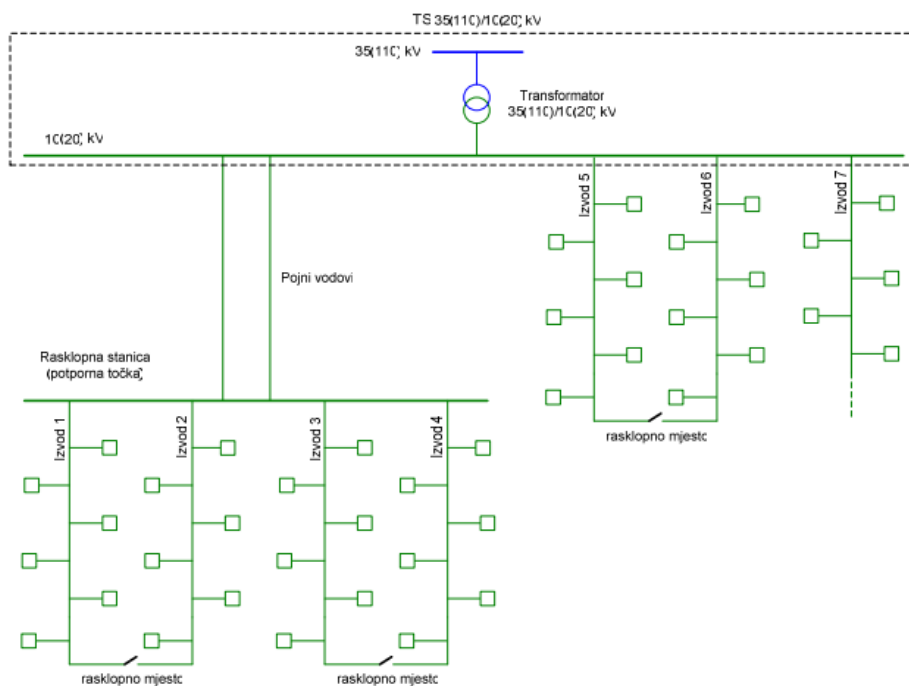 TS 35(110)/10(20) kV
35(110) kV
Transformator
35(110)/10(20) kV
10(20) kV
Izvod 5
Izvod 6
Izvod 7
Pojni vodovi
Rasklopna stanica
(potporna točka)
rasklopno mjesto
Izvod 1
Izvod 2
Izvod 3
Izvod 4
rasklopno mjesto
rasklopno mjesto